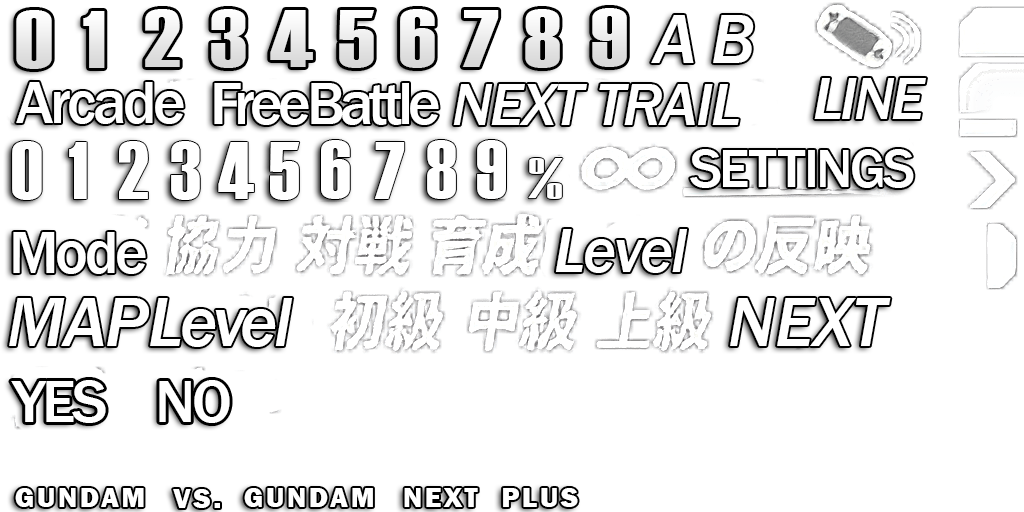 0 1 2 3 4 5 6 7 8 9 A B
Arcade FreeBattle NEXT TRAIL LINE
0 1 2 3 4 5 6 7 8 9 % ∞ SETTINGS
Mode 協力 対戦 育成 Level の反映
MAPLevel 初級 中級 上級 NEXT
YES NO
GUNDAM VS. GUNDAM NEXT PLUS